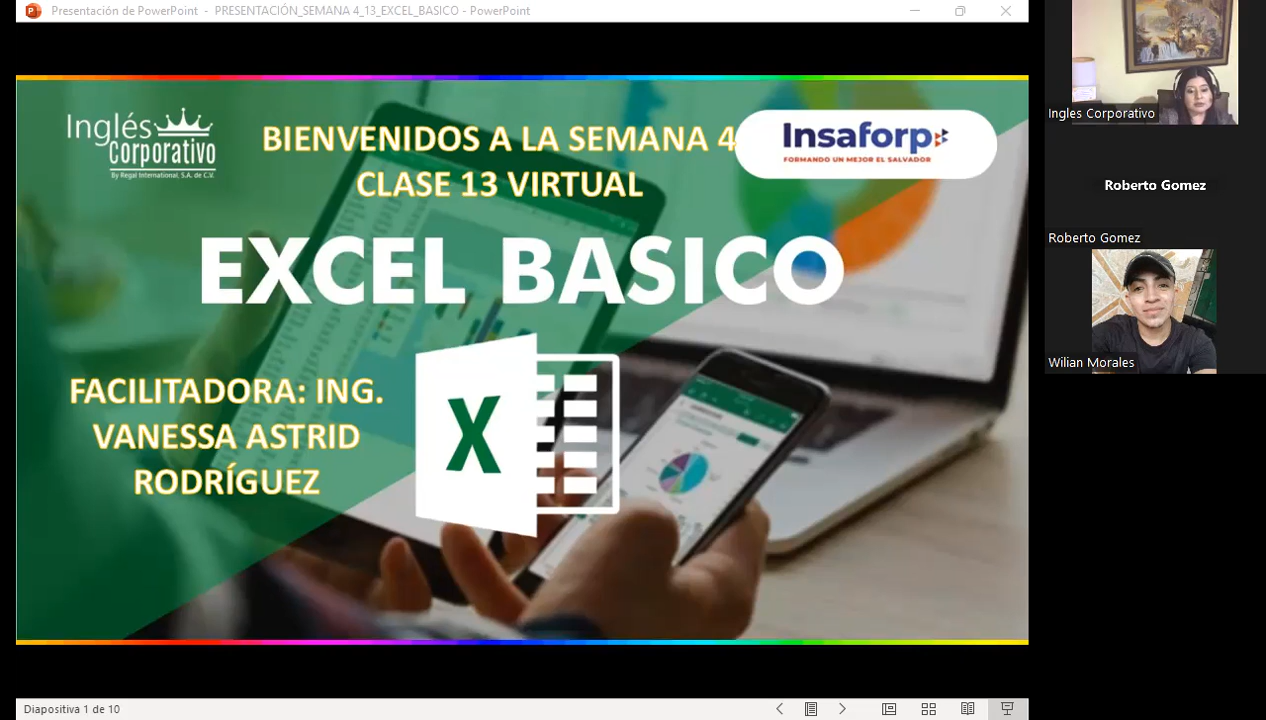 Presentación de PowerPoint - PRESENTACIÓN_SEMANA 4_13_EXCEL_BASICO - PowerPoint
Inglés
Corporativo
By Regal International, S.A. de C.V.
BIENVENIDOS A LA SEMANA 4
CLASE 13 VIRTUAL
Insaforp
FORMANDO UN MEJOR EL SALVADOR
EXCEL BASICO
FACILITADORA: ING.
VANESSA ASTRID
RODRÍGUEZ
X
Diapositiva 1 de 10
Ingles Corporativo
Roberto Gomez
Roberto Gomez
Wilian Morales